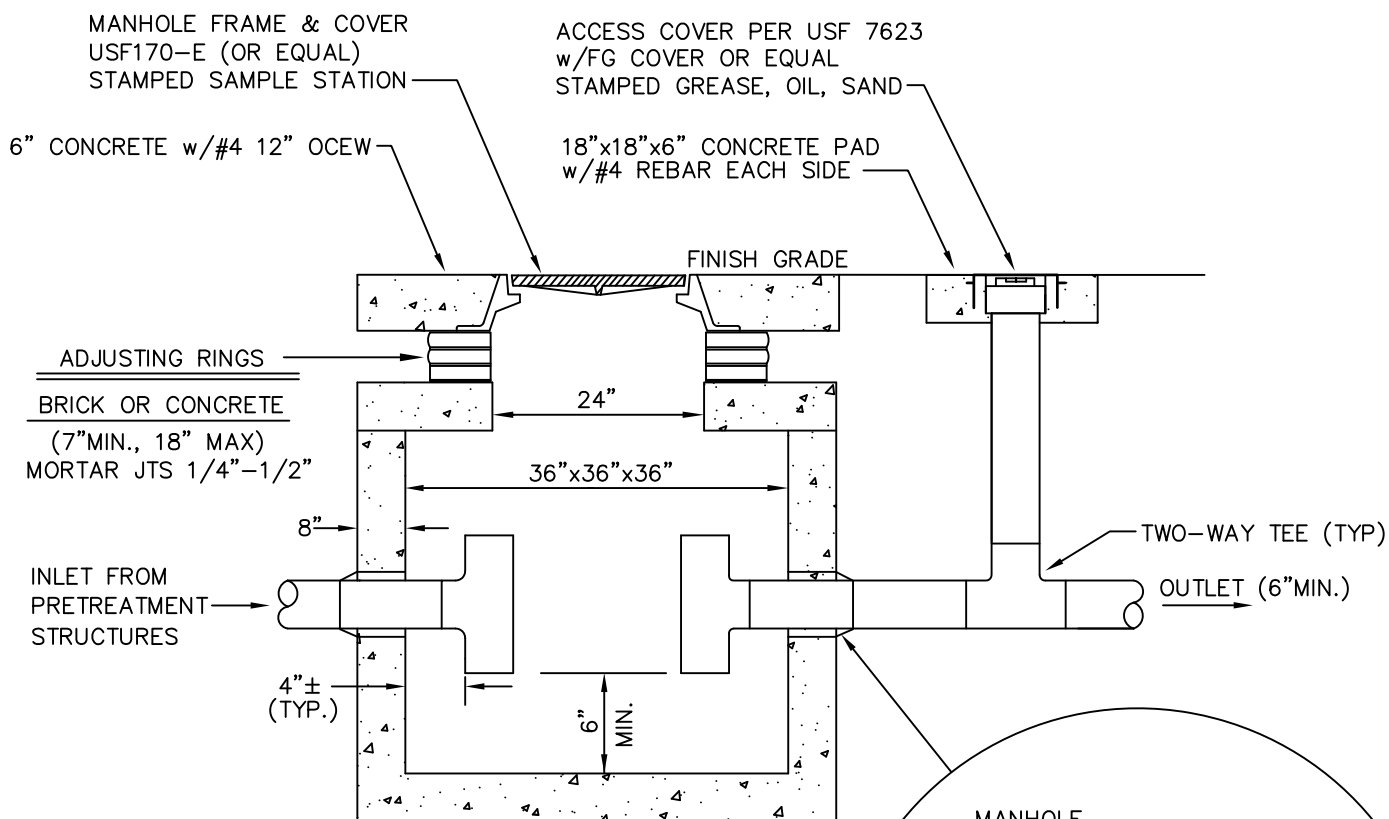 MANHOLE FRAME & COVER
USF170-E (OR EQUAL)
STAMPED SAMPLE STATION
ACCESS COVER PER USF 7623
w/FG COVER OR EQUAL
STAMPED GREASE, OIL, SAND
6" CONCRETE w/#4 12" OCEW
18"x18"x6" CONCRETE PAD
w/#4 REBAR EACH SIDE
FINISH GRADE
ADJUSTING RINGS
BRICK OR CONCRETE
(7"MIN., 18" MAX)
MORTAR JTS 1/4"-1/2"
24"
36"x36"x36"
8"
TWO-WAY TEE (TYP)
INLET FROM
PRETREATMENT
STRUCTURES
OUTLET (6"MIN.)
4"±
(TYP.)
6"
MIN.
MANHOLE